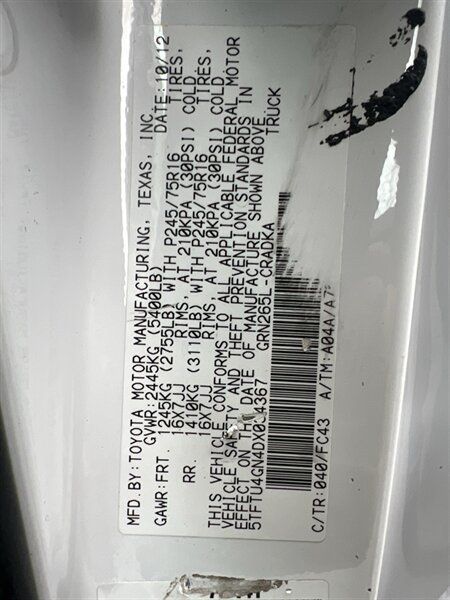 MFD.BY:TOYOTA MOTOR MANUFACTURING, TEXAS, INC.
GVWR:2445KG (5400LB) DATE:10/12
GAWR:FRT. 1245KG (2755LB) WITH P245/75R16 TIRES,
16X7JJ RIMS, AT 210KPA (30PSI) COLD
RR. 1410KG (3110LB) WITH P245/75R16 TIRES,
16X7JJ RIMS, AT 210KPA (30PSI) COLD
THIS VEHICLE CONFORMS TO ALL APPLICABLE FEDERAL MOTOR
VEHICLE SAFETY AND THEFT PREVENTION STANDARDS IN
EFFECT ON THE DATE OF MANUFACTURE SHOWN ABOVE.
5TFTU4GN4DX034367 GRN265L-CRADKA TRUCK
C/TR:040/FC43 A/TM:A04A/A7